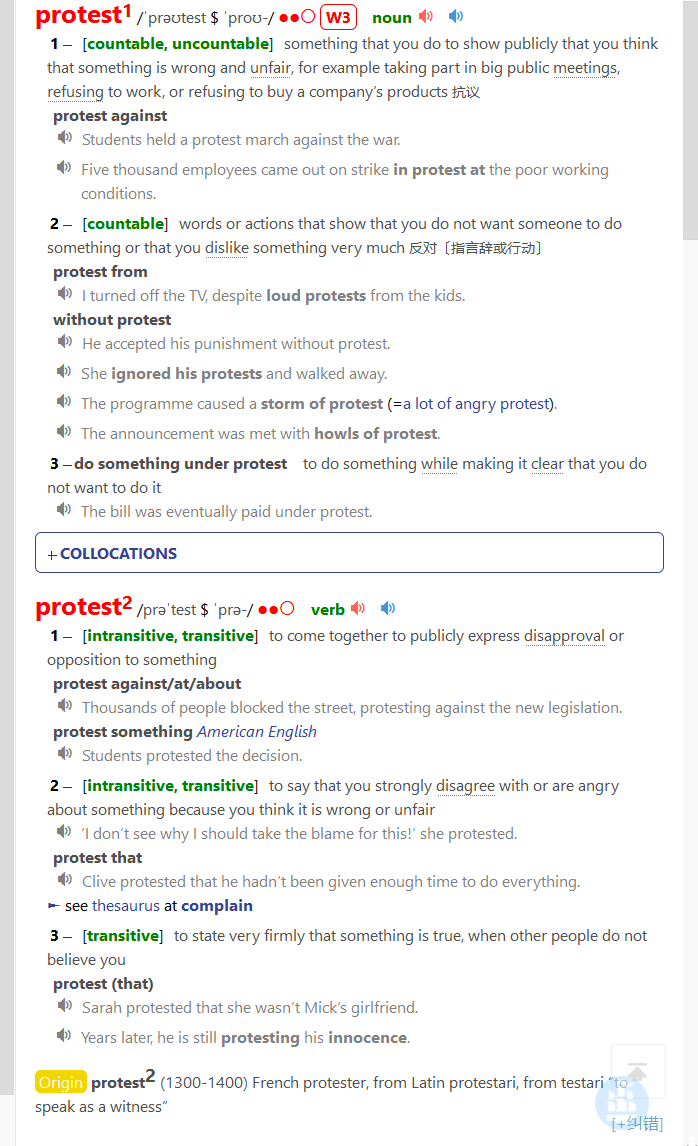 protest1 /ˈprəʊtest $ ˈproʊ-/ ●●○ W3 noun
1 – [countable, uncountable] something that you do to show publicly that you think
that something is wrong and unfair, for example taking part in big public meetings,
refusing to work, or refusing to buy a company's products 抗议
protest against
Students held a protest march against the war.
Five thousand employees came out on strike in protest at the poor working
conditions.
2 – [countable] words or actions that show that you do not want someone to do
something or that you dislike something very much 反对〔指言辞或行动〕
protest from
I turned off the TV, despite loud protests from the kids.
without protest
He accepted his punishment without protest.
She ignored his protests and walked away.
The programme caused a storm of protest (=a lot of angry protest).
The announcement was met with howls of protest.
3 – do something under protest to do something while making it clear that you do
not want to do it
The bill was eventually paid under protest.
+ COLLOCATIONS
protest2 /prəˈtest $ ˈprə-/ ●●○ verb
1 – [intransitive, transitive] to come together to publicly express disapproval or
opposition to something
protest against/at/about
Thousands of people blocked the street, protesting against the new legislation.
protest something American English
Students protested the decision.
2 – [intransitive, transitive] to say that you strongly disagree with or are angry
about something because you think it is wrong or unfair
'I don't see why I should take the blame for this!' she protested.
protest that
Clive protested that he hadn't been given enough time to do everything.
► see thesaurus at complain
3 – [transitive] to state very firmly that something is true, when other people do not
believe you
protest (that)
Sarah protested that she wasn't Mick's girlfriend.
Years later, he is still protesting his innocence.
Origin protest2 (1300-1400) French protester, from Latin protestari, from testari “to
speak as a witness”
[+纠错]